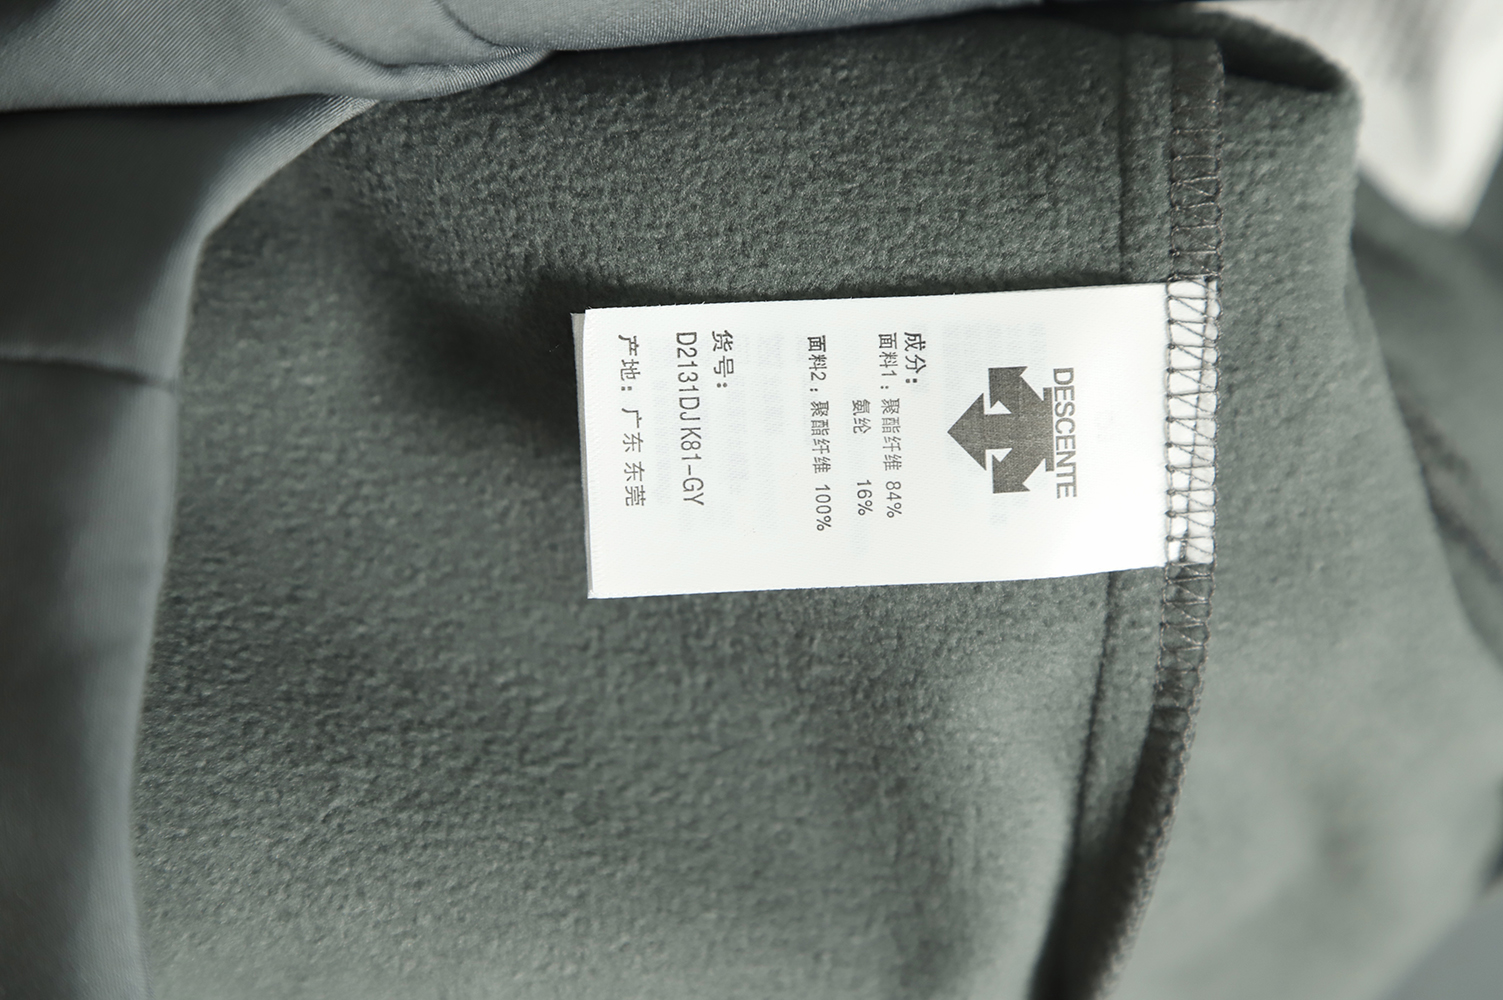 DESCENTE
成分:
面料1：聚酯纤维 84%
氨纶 16%
面料2：聚酯纤维 100%
货号：
D2131DJK81-GY
产地：广东东莞